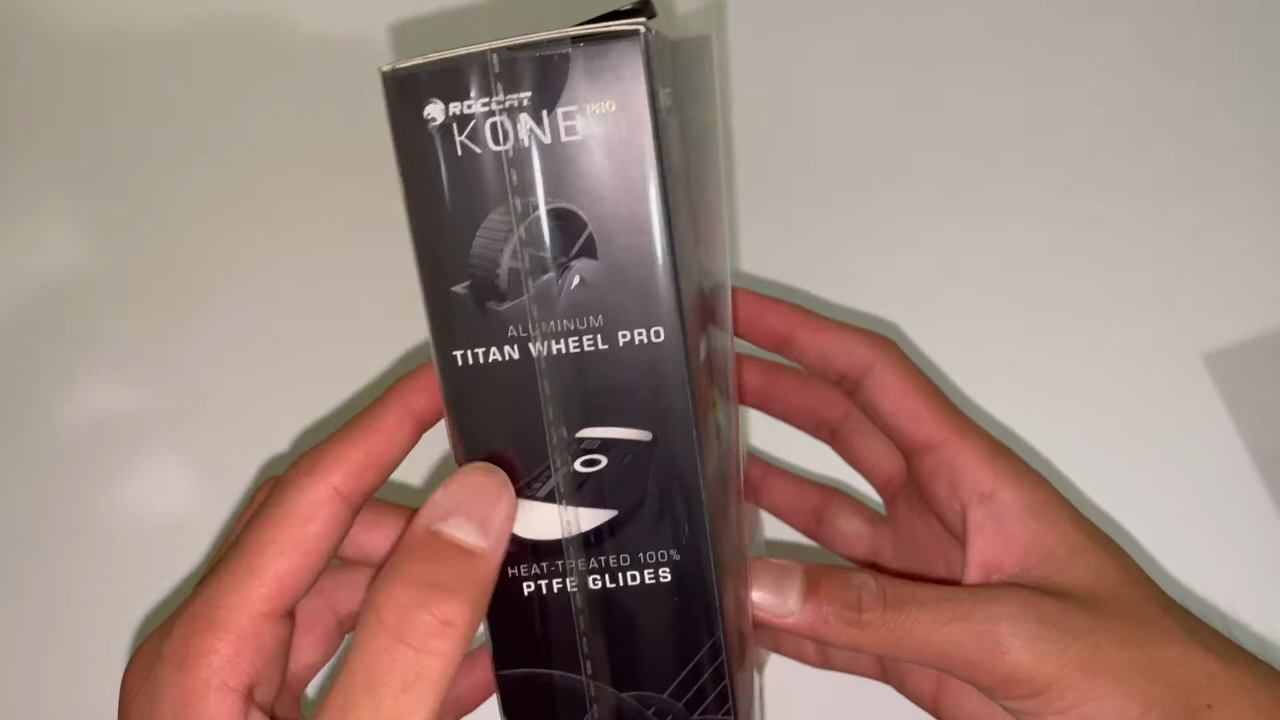 ROCCAT
KONE PRO
ALUMINUM
TITAN WHEEL PRO
HEAT-TREATED 100%
PTFE GLIDES